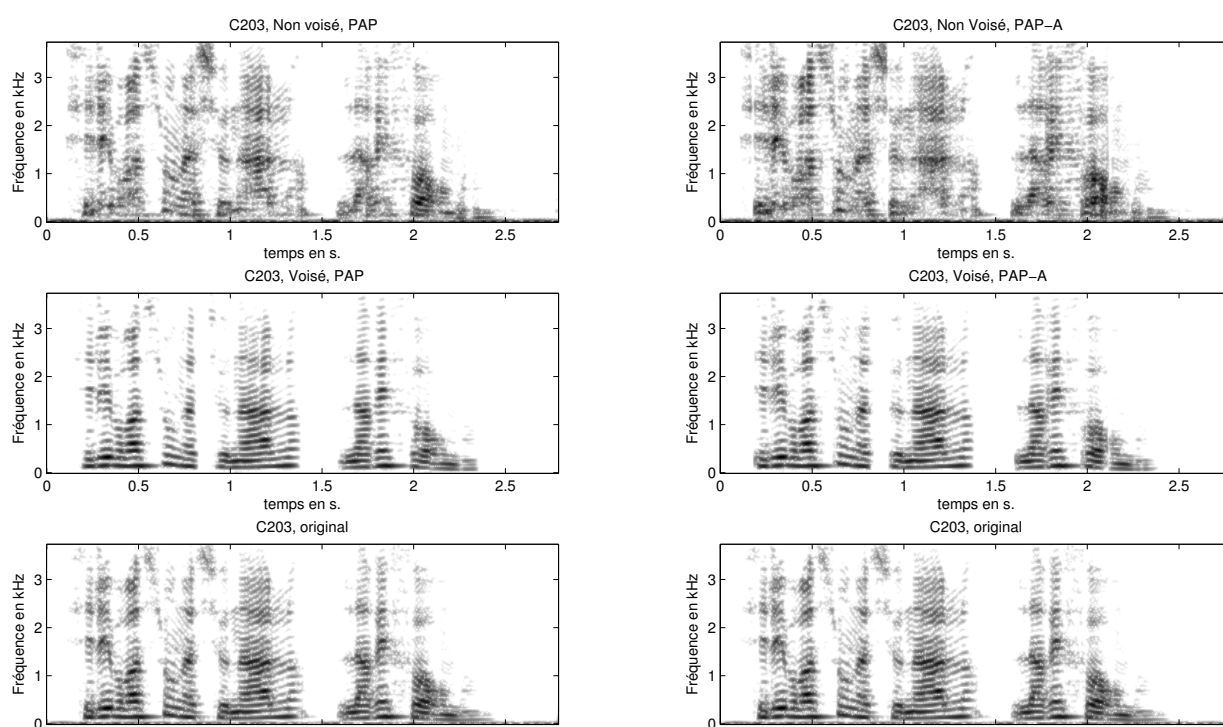 C203, Non voisé, PAP
Fréquence en kHz
3
2
1
0
0 0.5 1 1.5 2 2.5
temps en s.
C203, Non Voisé, PAP−A
Fréquence en kHz
3
2
1
0
0 0.5 1 1.5 2 2.5
temps en s.
C203, Voisé, PAP
Fréquence en kHz
3
2
1
0
0 0.5 1 1.5 2 2.5
temps en s.
C203, Voisé, PAP−A
Fréquence en kHz
3
2
1
0
0 0.5 1 1.5 2 2.5
temps en s.
C203, original
Fréquence en kHz
3
2
1
0
C203, original
Fréquence en kHz
3
2
1
0